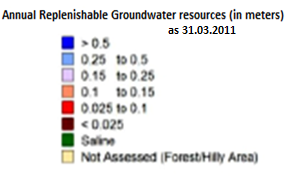 Annual Replenishable Groundwater resources (in meters)
as 31.03.2011
> 0.5
0.25 to 0.5
0.15 to 0.25
0.1 to 0.15
0.025 to 0.1
< 0.025
Saline
Not Assessed (Forest/Hilly Area)